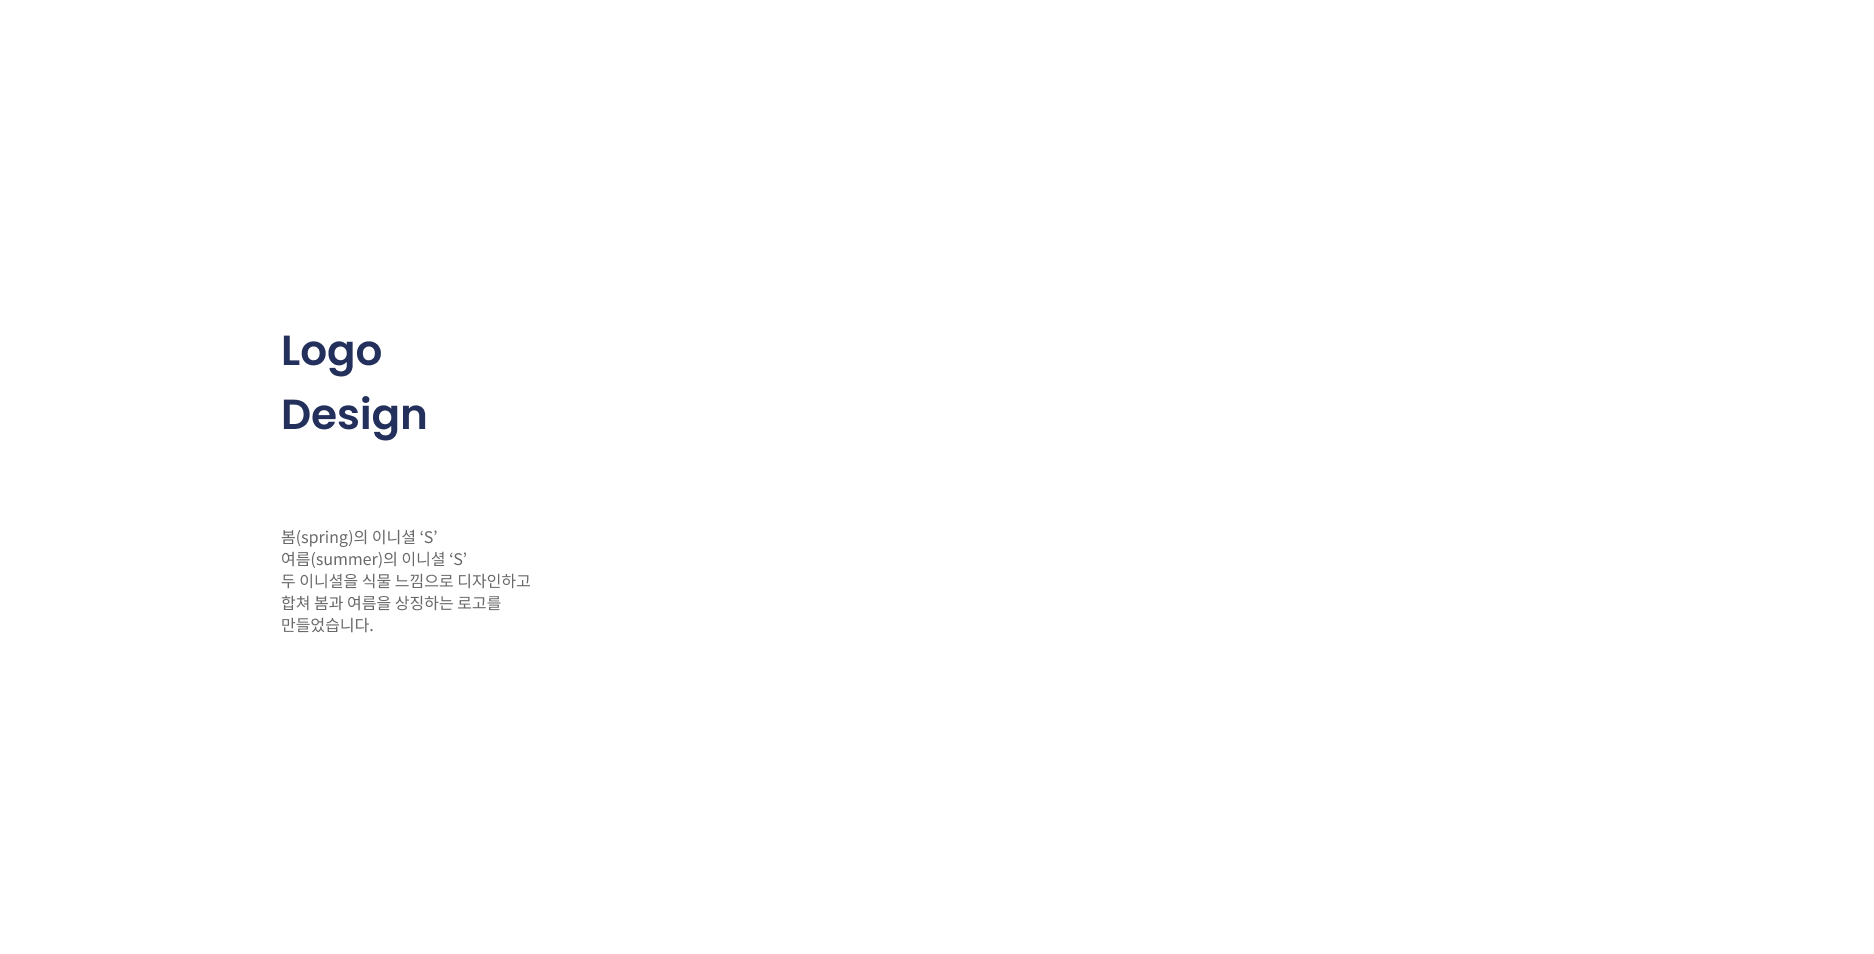 Logo
Design
봄(spring)의 이니셜 ‘S’
여름(summer)의 이니셜 ‘S’
두 이니셜을 식물 느낌으로 디자인하고
합쳐 봄과 여름을 상징하는 로고를
만들었습니다.